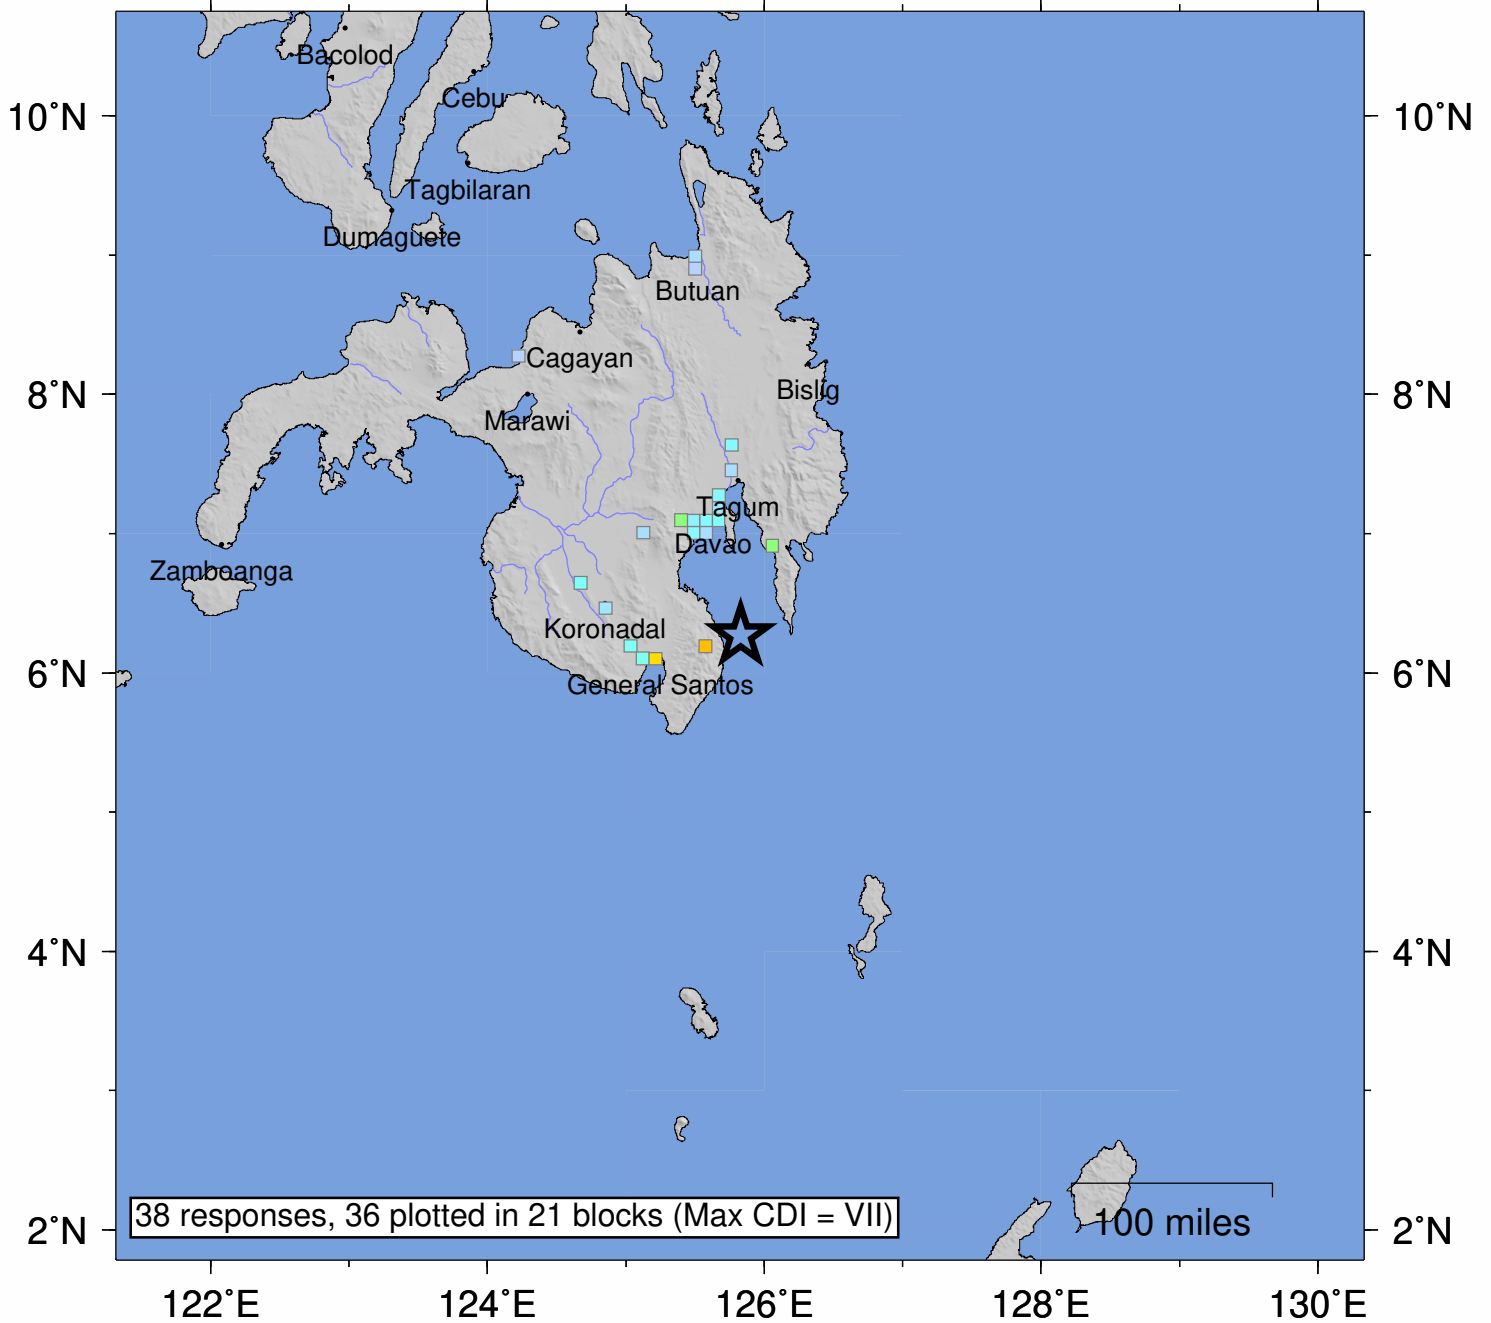 Bacolod
Cebu
10°N
10°N
Tagbilaran
Dumaguete
Butuan
Cagayan
Bislig
8°N
8°N
Marawi
Tagum
Davao
Zamboanga
Koronadal
6°N
6°N
General Santos
4°N
4°N
38 responses, 36 plotted in 21 blocks (Max CDI = VII)
100 miles
2°N
2°N
122°E
124°E
126°E
128°E
130°E